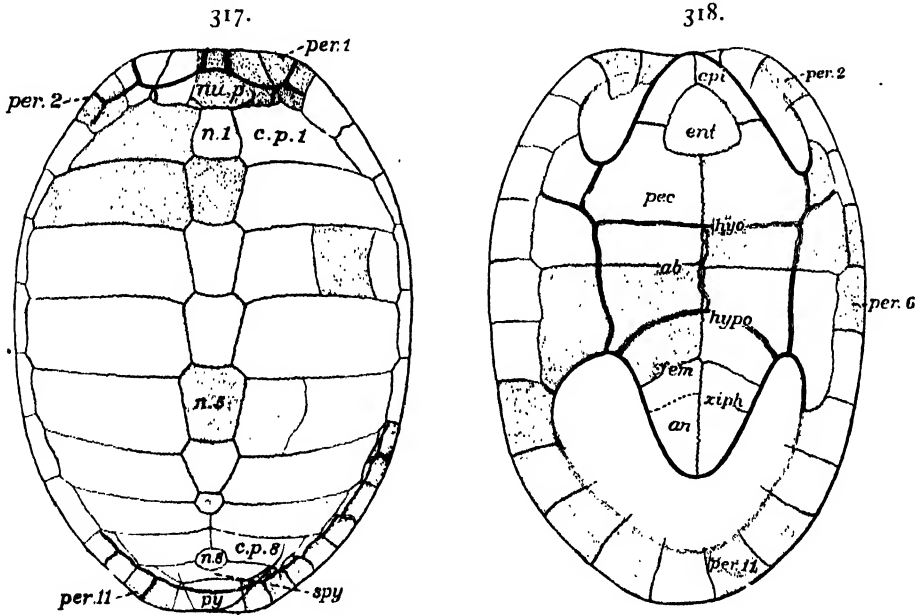 317.
per. 1
per. 2
nu. p.
n. 1
c. p. 1
n. 5
c. p. 8
n. 8
per. 11
py
spy
318.
epi
per. 2
ent
pec
hyo
ab
per. 6
hypo
fem
xiph
an
per. 11